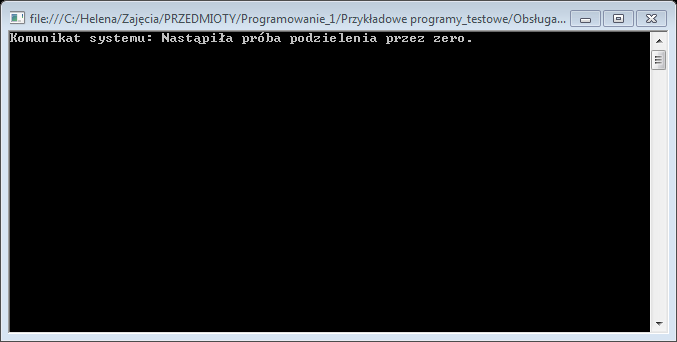 file:///C:/Helena/Zajęcia/PRZEDMIOTY/Programowanie_1/Przykładowe programy_testowe/Obsługa...
Komunikat systemu: Nastąpiła próba podzielenia przez zero.